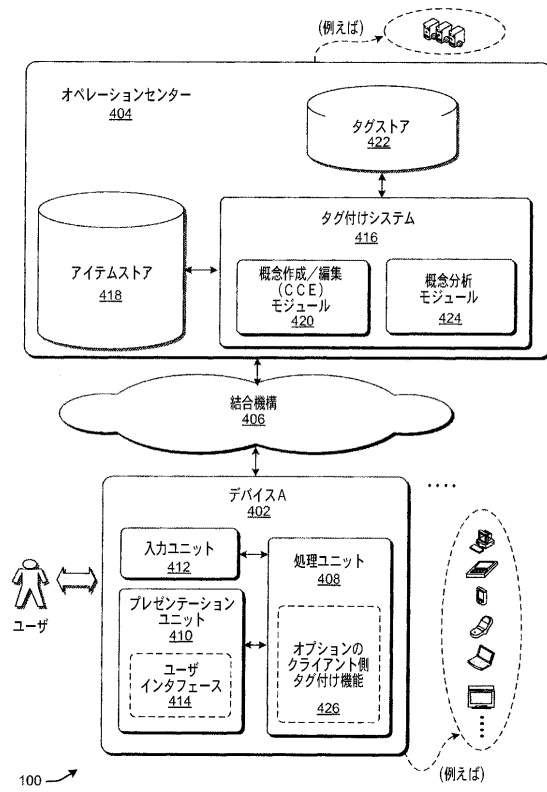 (例えば)
オペレーションセンター
404
タグストア
422
タグ付けシステム
416
アイテムストア
418
概念作成/編集
(CCE)
モジュール
420
概念分析
モジュール
424
結合機構
406
デバイスA
402
入力ユニット
412
処理ユニット
408
プレゼンテーション
ユニット
410
ユーザ
インタフェース
414
オプションの
クライアント側
タグ付け機能
426
ユーザ
100
(例えば)